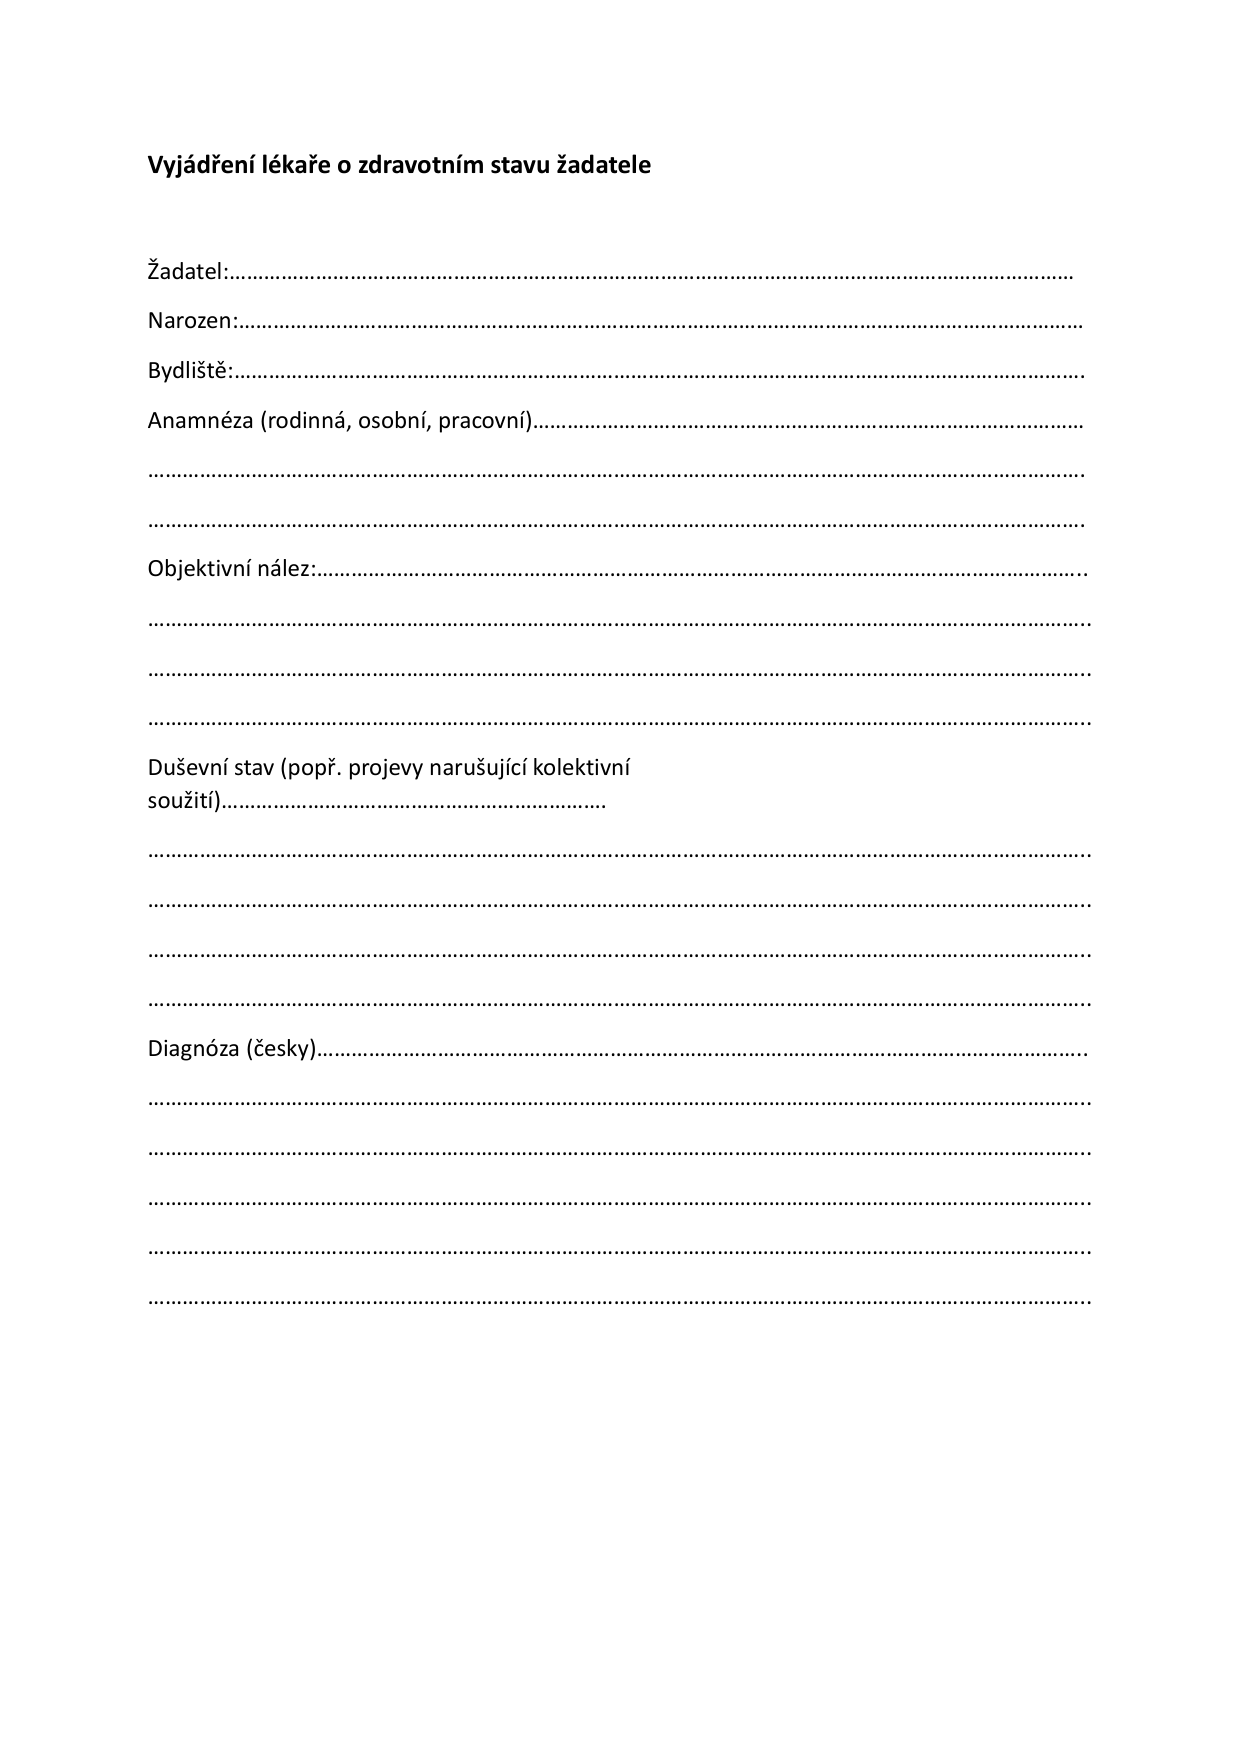 Vyjádření lékaře o zdravotním stavu žadatele
Žadatel:…………………………………………………………………………………………………………………………………
Narozen:…………………………………………………………………………………………………………………………………
Bydliště:………………………………………………………………………………………………………………………………….
Anamnéza (rodinná, osobní, pracovní)……………………………………………………………………………………
……………………………………………………………………………………………………………………………………………….
……………………………………………………………………………………………………………………………………………….
Objektivní nález:……………………………………………………………………………………………………………………..
………………………………………………………………………………………………………………………………………………..
………………………………………………………………………………………………………………………………………………..
………………………………………………………………………………………………………………………………………………..
Duševní stav (popř. projevy narušující kolektivní
soužití)………………………………………………………….
………………………………………………………………………………………………………………………………………………..
………………………………………………………………………………………………………………………………………………..
………………………………………………………………………………………………………………………………………………..
………………………………………………………………………………………………………………………………………………..
Diagnóza (česky)……………………………………………………………………………………………………………………..
………………………………………………………………………………………………………………………………………………..
………………………………………………………………………………………………………………………………………………..
………………………………………………………………………………………………………………………………………………..
………………………………………………………………………………………………………………………………………………..
………………………………………………………………………………………………………………………………………………..